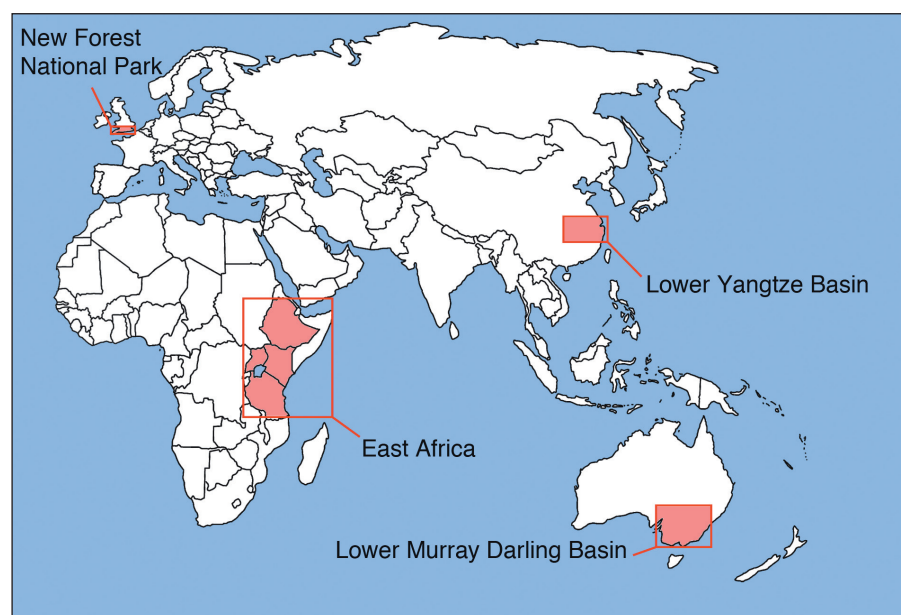 New Forest
National Park
Lower Yangtze Basin
East Africa
Lower Murray Darling Basin